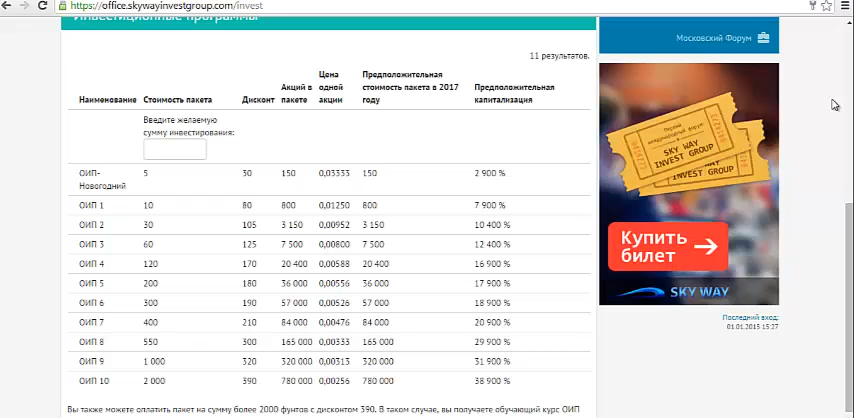 https://office.skywayinvestgroup.com/invest
Инвестиционные программы
11 результатов.
Наименование Стоимость пакета Дисконт Акций в пакете Цена одной акции Предположительная стоимость пакета в 2017 году Предположительная капитализация
Введите желаемую
сумму инвестирования:
ОИП-Новогодний 5 30 150 0,03333 150 2 900 %
ОИП 1 10 80 800 0,01250 800 7 900 %
ОИП 2 30 105 3 150 0,00952 3 150 10 400 %
ОИП 3 60 125 7 500 0,00800 7 500 12 400 %
ОИП 4 120 170 20 400 0,00588 20 400 16 900 %
ОИП 5 200 180 36 000 0,00556 36 000 17 900 %
ОИП 6 300 190 57 000 0,00526 57 000 18 900 %
ОИП 7 400 210 84 000 0,00476 84 000 20 900 %
ОИП 8 550 300 165 000 0,00333 165 000 29 900 %
ОИП 9 1 000 320 320 000 0,00313 320 000 31 900 %
ОИП 10 2 000 390 780 000 0,00256 780 000 38 900 %
Вы также можете оплатить пакет на сумму более 2000 фунтов с дисконтом 390. В таком случае, вы получаете обучающий курс ОИП
Московский Форум
Первый
международный форум
SKY WAY
INVEST GROUP
INVEST GROUP
Купить
билет
SKY WAY
Последний вход:
01.01.2015 15:27